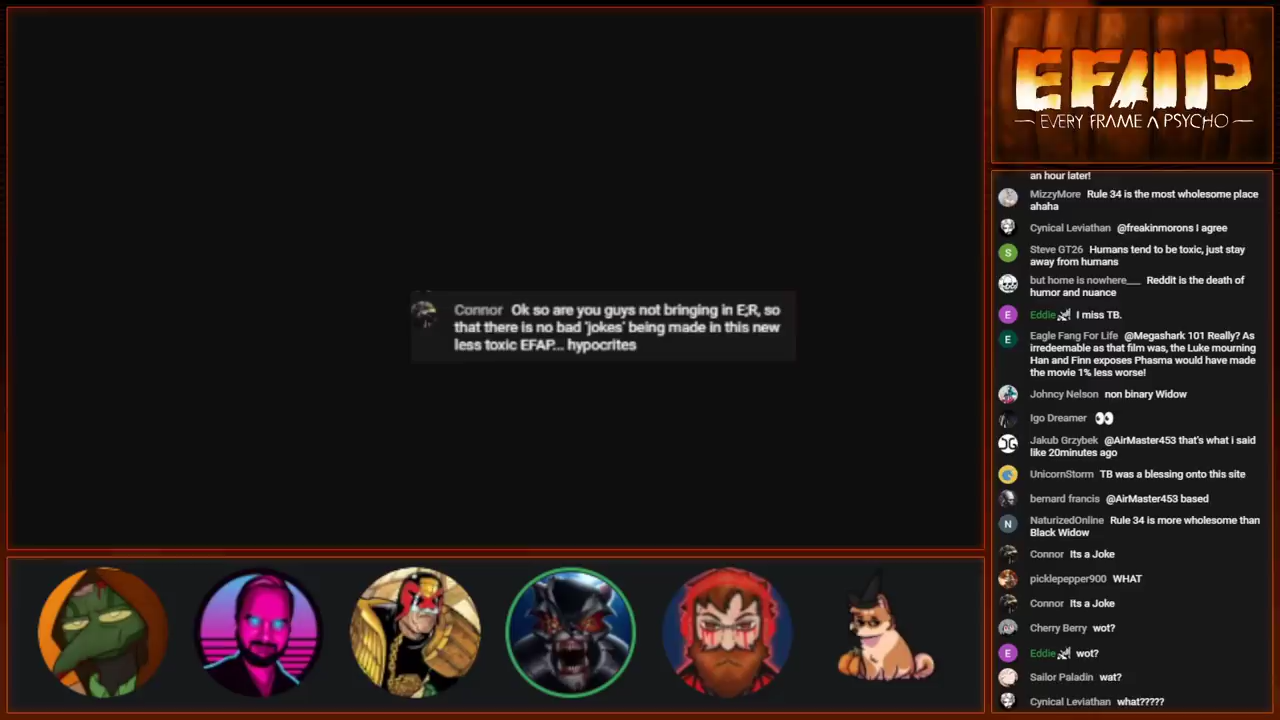 Connor Ok so are you guys not bringing in E;R, so
that there is no bad 'jokes' being made in this new
less toxic EFAP... hypocrites
EFAP
EVERY FRAME A PSYCHO
an hour later!
MizzyMore Rule 34 is the most wholesome place
ahaha
Cynical Leviathan @freakinmorons I agree
S
Steve GT26 Humans tend to be toxic, just stay
away from humans
but home is nowhere__ Reddit is the death of
humor and nuance
E
Eddie I miss TB.
E
Eagle Fang For Life @Megashark 101 Really? As
irredeemable as that film was, the Luke mourning
Han and Finn exposes Phasma would have made
the movie 1% less worse!
Johncy Nelson non binary Widow
Igo Dreamer 👀
Jakub Grzybek @AirMaster453 that's what i said
like 20minutes ago
UnicornStorm TB was a blessing onto this site
bernard francis @AirMaster453 based
N
NaturizedOnline Rule 34 is more wholesome than
Black Widow
Connor Its a Joke
picklepepper900 WHAT
Connor Its a Joke
Cherry Berry wot?
E
Eddie wot?
Sailor Paladin wat?
Cynical Leviathan what?????